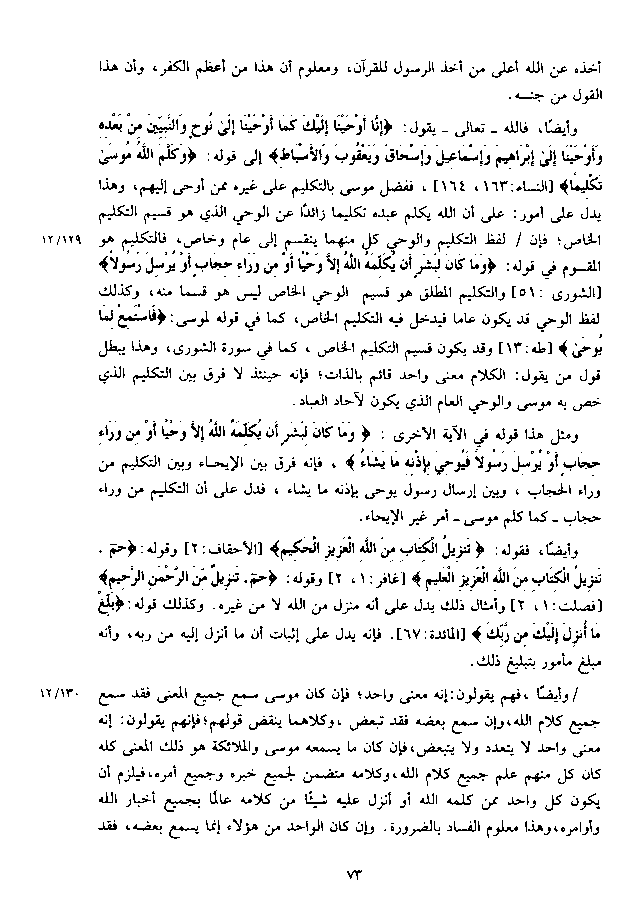 أخذه عن الله أعلى من أخذ الرسول للقرآن، ومعلوم أن هذا من أعظم الكفر، وأن هذا
القول من جنسه.
وأيضًا، فالله ـ تعالى ـ يقول: ﴿إِنَّا أَوْحَيْنَا إِلَيْكَ كَمَا أَوْحَيْنَا إِلَىٰ نُوحٍ وَالنَّبِيِّينَ مِنْ بَعْدِهِ
وَأَوْحَيْنَا إِلَىٰ إِبْرَاهِيمَ وَإِسْمَاعِيلَ وَإِسْحَاقَ وَيَعْقُوبَ وَالأَسْبَاطِ﴾ إلى قوله: ﴿وَكَلَّمَ اللَّهُ مُوسَىٰ
تَكْلِيمًا﴾ [النساء:١٦٣، ١٦٤] ، ففضل موسى بالتكليم على غيره ممن أوحى إليهم، وهذا
يدل على أمور: على أن الله يكلم عبده تكليما زائدًا عن الوحي الذي هو قسيم التكليم
الخاص؛ فإن / لفظ التكليم والوحي كل منهما ينقسم إلى عام وخاص، فالتكليم هو ١٢/١٢٩
المقسوم في قوله: ﴿وَمَا كَانَ لِبَشَرٍ أَن يُكَلِّمَهُ اللَّهُ إِلاَّ وَحْيًا أَوْ مِن وَرَاءِ حِجَابٍ أَوْ يُرْسِلَ رَسُولاً﴾
[الشورى :٥١] والتكليم المطلق هو قسيم الوحي الخاص ليس هو قسما منه، وكذلك
لفظ الوحي قد يكون عاما فيدخل فيه التكليم الخاص، كما في قوله لموسى: ﴿فَاسْتَمِعْ لِمَا
يُوحَىٰ ﴾ [طه:١٣] وقد يكون قسيم التكليم الخاص ، كما في سورة الشورى، وهذا يبطل
قول من يقول: الكلام معنى واحد قائم بالذات؛ فإنه حينئذ لا فرق بين التكليم الذي
خص به موسى والوحي العام الذي يكون لآحاد العباد.
ومثل هذا قوله في الآية الأخرى : ﴿ وَمَا كَانَ لِبَشَرٍ أَن يُكَلِّمَهُ اللَّهُ إِلاَّ وَحْيًا أَوْ مِن وَرَاءِ
حِجَابٍ أَوْ يُرْسِلَ رَسُولاً فَيُوحِيَ بِإِذْنِهِ مَا يَشَاءُ ﴾ ، فإنه فرق بين الإيحاء وبين التكليم من
وراء الحجاب ، وبين إرسال رسول يوحى بإذنه ما يشاء ، فدل على أن التكليم من وراء
حجاب ـ كما كلم موسى ـ أمر غير الإيحاء.
وأيضًا، فقوله: ﴿ تَنزِيلُ الْكِتَابِ مِنَ اللَّهِ الْعَزِيزِ الْحَكِيمِ﴾ [الأحقاف:٢] وقوله: ﴿حمٓ .
تَنزِيلُ الْكِتَابِ مِنَ اللَّهِ الْعَزِيزِ الْعَلِيمِ ﴾ [غافر:١، ٢] وقوله: ﴿حمٓ. تَنزِيلٌ مِّنَ الرَّحْمَنِ الرَّحِيمِ﴾
[فصلت:١، ٢] وأمثال ذلك يدل على أنه منزل من الله لا من غيره. وكذلك قوله: ﴿بَلِّغْ
مَا أُنزِلَ إِلَيْكَ مِن رَّبِّكَ ﴾ [المائدة:٦٧]. فإنه يدل على إثبات أن ما أنزل إليه من ربه، وأنه
مبلغ مأمور بتبليغ ذلك.
/ وأيضًا ،فهم يقولون:إنه معنى واحد؛ فإن كان موسى سمع جميع المعنى فقد سمع ١٢/١٣٠
جميع كلام الله،وإن سمع بعضه فقد تبعض ،وكلاهما ينقض قولهم؛فإنهم يقولون: إنه
معنى واحد لا يتعدد ولا يتبعض،فإن كان ما يسمعه موسى والملائكة هو ذلك المعنى كله
كان كل منهم علم جميع كلام الله،وكلامه متضمن لجميع خبره وجميع أمره،فيلزم أن
يكون كل واحد ممن كلمه الله أو أنزل عليه شيئًا من كلامه عالمًا بجميع أخبار الله
وأوامره،وهذا معلوم الفساد بالضرورة. وإن كان الواحد من هؤلاء إنما يسمع بعضه، فقد
٧٣